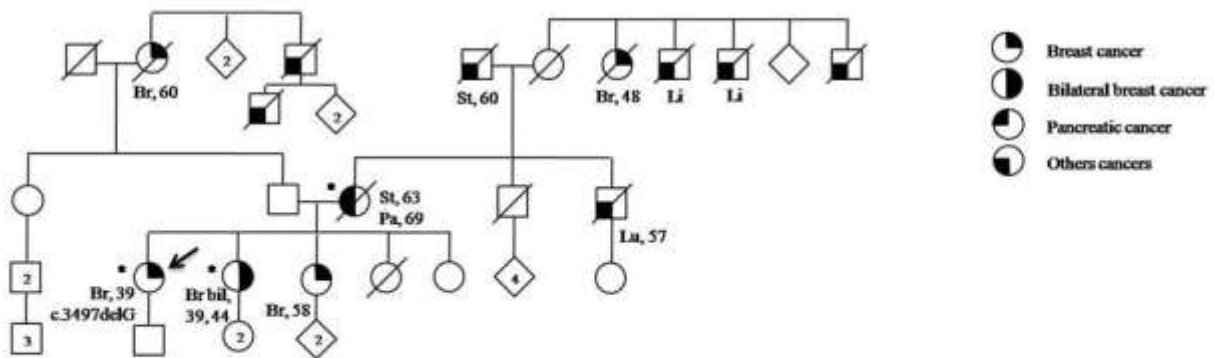 2
Br, 60
2
St, 60
Br, 48
Li
Li
Breast cancer
Bilateral breast cancer
Pancreatic cancer
Others cancers
*
St, 63
Pa, 69
Lu, 57
2
* Br, 39
c.3497delG
* Br bil,
39, 44
Br, 58
4
3
2
2